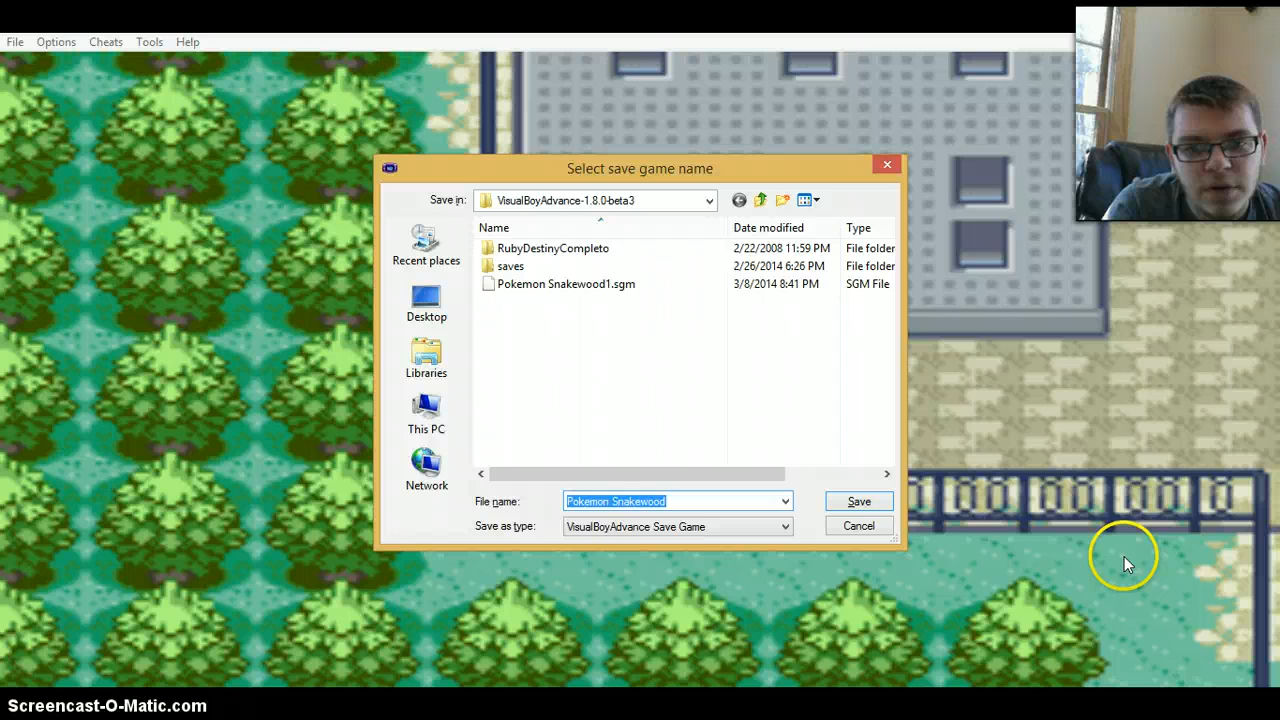 File Options Cheats Tools Help
Select save game name
Save in: VisualBoyAdvance-1.8.0-beta3
Name Date modified Type
RubyDestinyCompleto 2/22/2008 11:59 PM File folder
saves 2/26/2014 6:26 PM File folder
Pokemon Snakewood1.sgm 3/8/2014 8:41 PM SGM File
Recent places
Desktop
Libraries
This PC
Network
File name: Pokemon Snakewood Save
Save as type: VisualBoyAdvance Save Game Cancel
Screencast-O-Matic.com